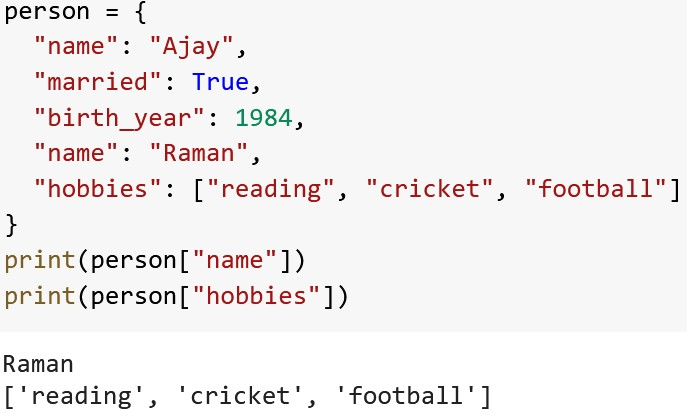 person = {
  "name": "Ajay",
  "married": True,
  "birth_year": 1984,
  "name": "Raman",
  "hobbies": ["reading", "cricket", "football"]
}
print(person["name"])
print(person["hobbies"])
Raman
['reading', 'cricket', 'football']